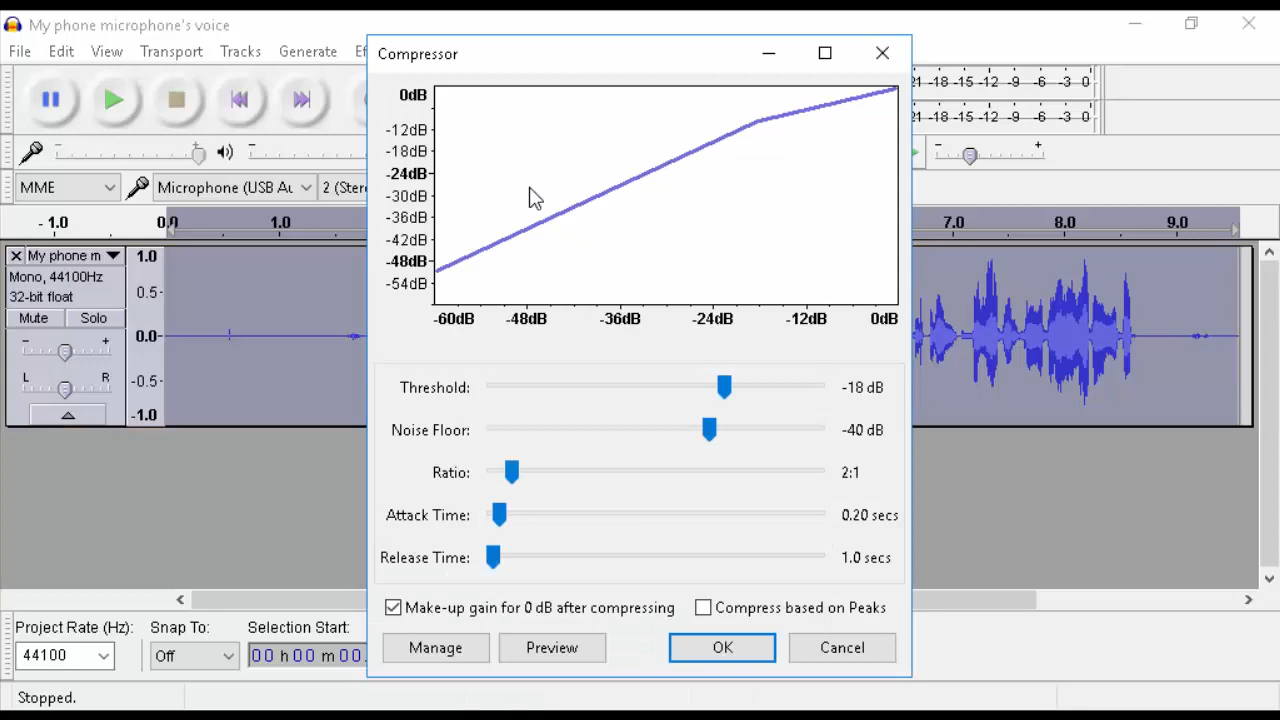 My phone microphone's voice
File Edit View Transport Tracks Generate
Compressor
0dB
-12dB
-18dB
-24dB
-30dB
-36dB
-42dB
-48dB
-54dB
-60dB -48dB -36dB -24dB -12dB 0dB
-18 -15 -12 -9 -6 -3 0
-18 -15 -12 -9 -6 -3 0
MME Microphone (USB Au 2 (Stere
- 1.0 0.0 1.0 7.0 8.0 9.0
My phone m
Mono, 44100Hz
32-bit float
Mute Solo
- +
L R
1.0
0.5
0.0
-0.5
-1.0
Threshold: -18 dB
Noise Floor: -40 dB
Ratio: 2:1
Attack Time: 0.20 secs
Release Time: 1.0 secs
Make-up gain for 0 dB after compressing Compress based on Peaks
Manage Preview OK Cancel
Project Rate (Hz): Snap To: Selection Start:
44100 Off 00 h 00 m 00.
Stopped.